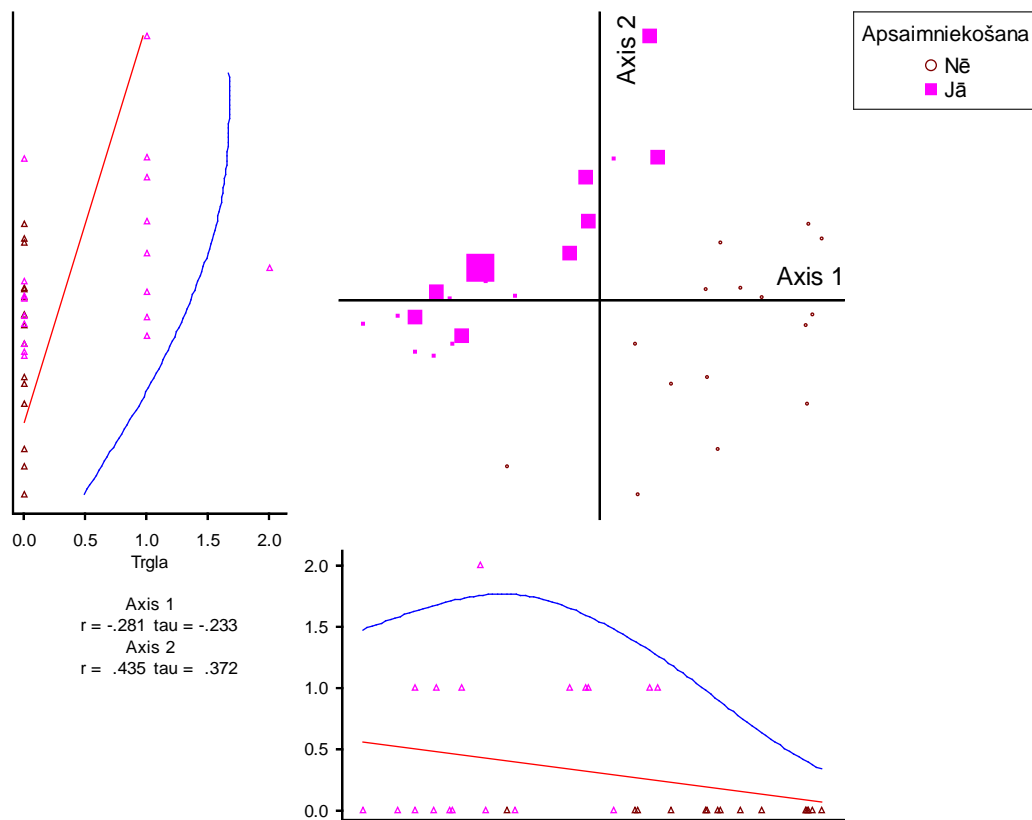 Axis 2
Apsaimniekošana
Nē
Jā
Axis 1
0.0 0.5 1.0 1.5 2.0
Trgla
Axis 1
r = -.281 tau = -.233
Axis 2
r = .435 tau = .372
2.0
1.5
1.0
0.5
0.0